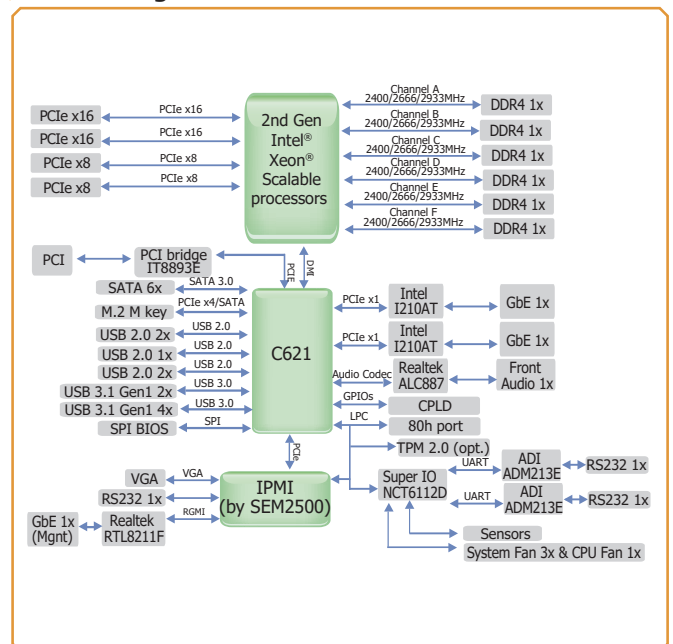 PCIe x16
PCIe x16
PCIe x8
PCIe x8
PCIe x16
PCIe x16
PCIe x8
PCIe x8
2nd Gen
Intel®
Xeon®
Scalable
processors
Channel A
2400/2666/2933MHz
Channel B
2400/2666/2933MHz
Channel C
2400/2666/2933MHz
Channel D
2400/2666/2933MHz
Channel E
2400/2666/2933MHz
Channel F
2400/2666/2933MHz
DDR4 1x
DDR4 1x
DDR4 1x
DDR4 1x
DDR4 1x
DDR4 1x
PCI
PCI bridge
IT8893E
PCIE
DMI
SATA 6x
SATA 3.0
M.2 M key
PCIe x4/SATA
USB 2.0 2x
USB 2.0
USB 2.0 1x
USB 2.0
USB 2.0 2x
USB 2.0
USB 3.1 Gen1 2x
USB 3.0
USB 3.1 Gen1 4x
USB 3.0
SPI BIOS
SPI
C621
PCIe x1
Intel
I210AT
GbE 1x
PCIe x1
Intel
I210AT
GbE 1x
Audio Codec
Realtek
ALC887
Front
Audio 1x
GPIOs
CPLD
LPC
80h port
TPM 2.0 (opt.)
PCIe
VGA
VGA
RS232 1x
GbE 1x
(Mgnt)
Realtek
RTL8211F
RGMI
IPMI
(by SEM2500)
Super IO
NCT6112D
UART
ADI
ADM213E
RS232 1x
UART
ADI
ADM213E
RS232 1x
Sensors
System Fan 3x & CPU Fan 1x